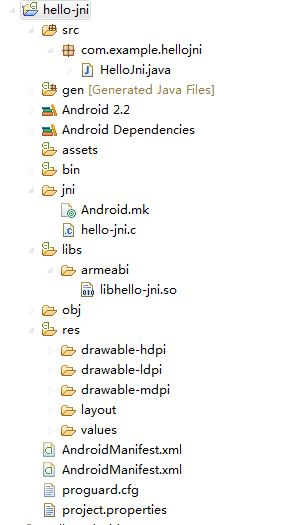 hello-jni
src
com.example.hellojni
HelloJni.java
gen [Generated Java Files]
Android 2.2
Android Dependencies
assets
bin
jni
Android.mk
hello-jni.c
libs
armeabi
libhello-jni.so
obj
res
drawable-hdpi
drawable-ldpi
drawable-mdpi
layout
values
AndroidManifest.xml
AndroidManifest.xml
proguard.cfg
project.properties